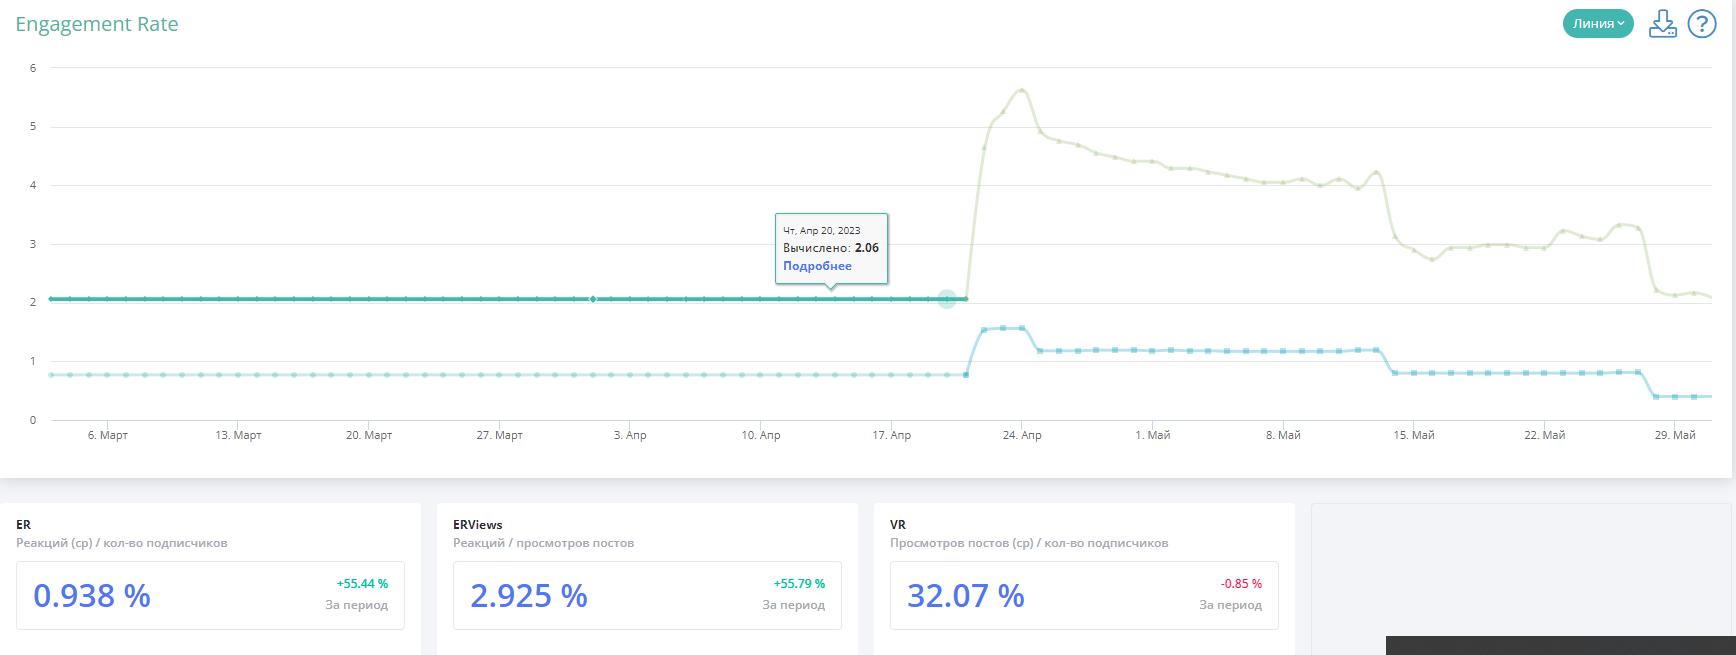 Engagement Rate
Линия
?
6
5
4
3
2
1
0
Чт, Апр 20, 2023
Вычислено: 2.06
Подробнее
6. Март 13. Март 20. Март 27. Март 3. Апр 10. Апр 17. Апр 24. Апр 1. Май 8. Май 15. Май 22. Май 29. Май
ER
Реакций (ср) / кол-во подписчиков
0.938 %
+55.44 %
За период
ERViews
Реакций / просмотров постов
2.925 %
+55.79 %
За период
VR
Просмотров постов (ср) / кол-во подписчиков
32.07 %
-0.85 %
За период